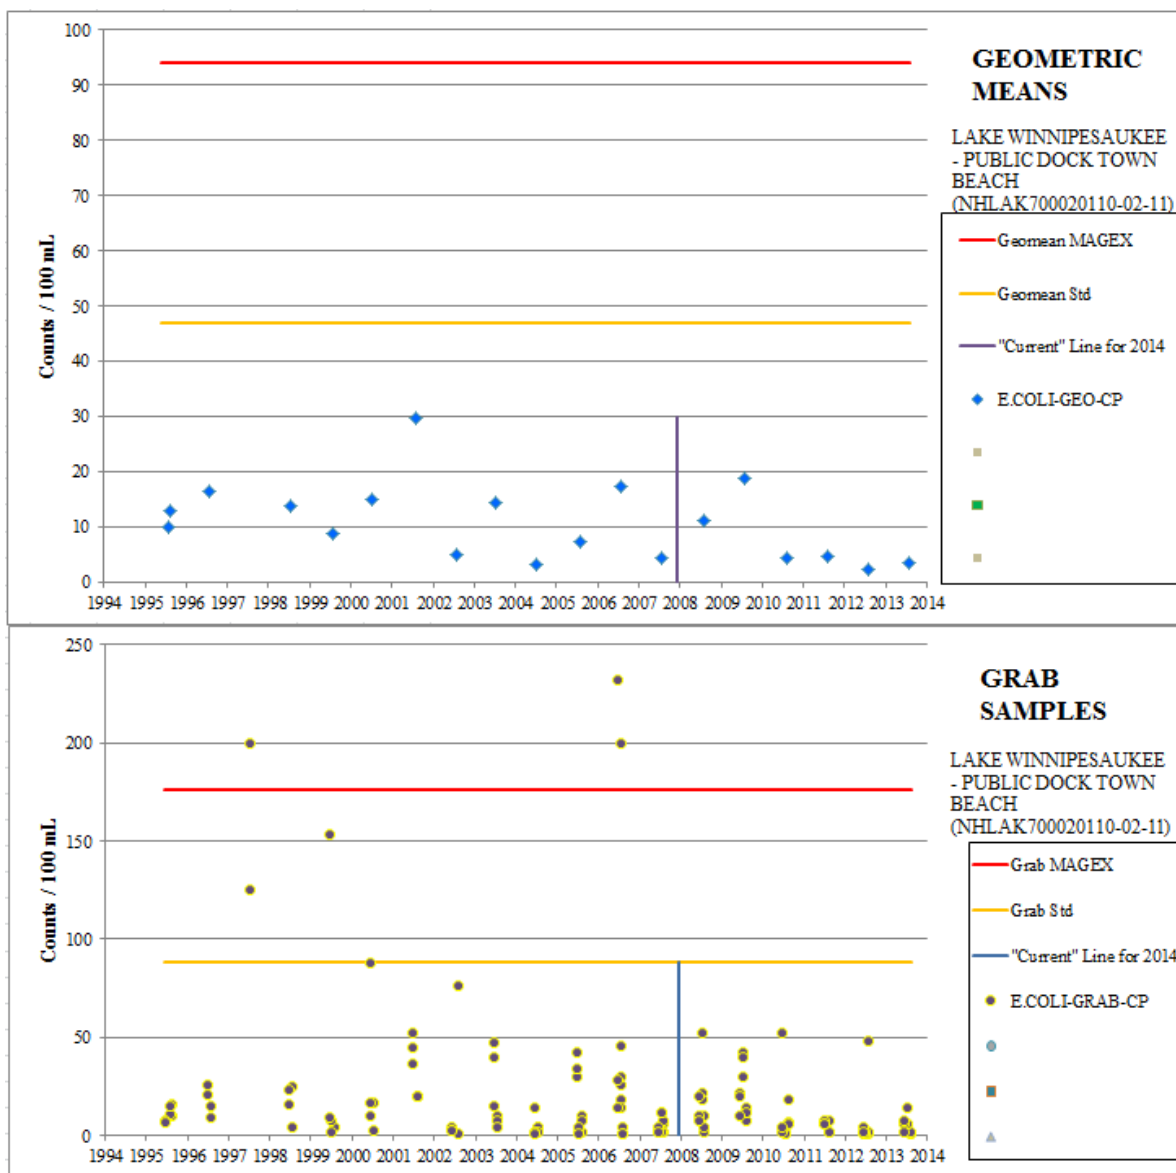 GEOMETRIC
MEANS
LAKE WINNIPESAUKEE
- PUBLIC DOCK TOWN
BEACH
(NHLAK700020110-02-11)
Counts / 100 mL
100
90
80
70
60
50
40
30
20
10
0
1994 1995 1996 1997 1998 1999 2000 2001 2002 2003 2004 2005 2006 2007 2008 2009 2010 2011 2012 2013 2014
Geomean MAGEX
Geomean Std
"Current" Line for 2014
E.COLI-GEO-CP
GRAB
SAMPLES
LAKE WINNIPESAUKEE
- PUBLIC DOCK TOWN
BEACH
(NHLAK700020110-02-11)
Counts / 100 mL
250
200
150
100
50
0
1994 1995 1996 1997 1998 1999 2000 2001 2002 2003 2004 2005 2006 2007 2008 2009 2010 2011 2012 2013 2014
Grab MAGEX
Grab Std
"Current" Line for 2014
E.COLI-GRAB-CP